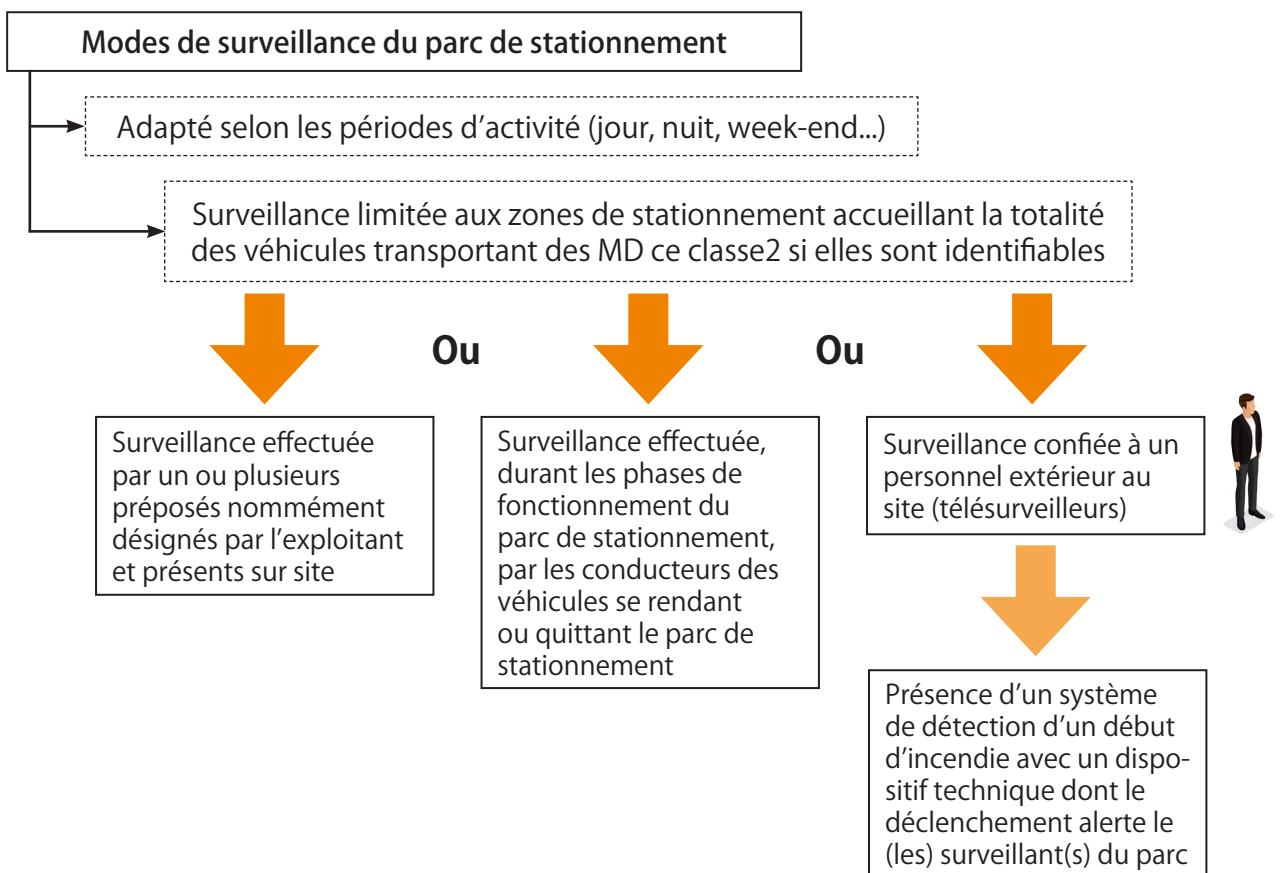 Modes de surveillance du parc de stationnement
Adapté selon les périodes d’activité (jour, nuit, week-end...)
Surveillance limitée aux zones de stationnement accueillant la totalité
des véhicules transportant des MD ce classe2 si elles sont identifiables
Ou
Ou
Surveillance effectuée
par un ou plusieurs
préposés nommément
désignés par l’exploitant
et présents sur site
Surveillance effectuée,
durant les phases de
fonctionnement du
parc de stationnement,
par les conducteurs des
véhicules se rendant
ou quittant le parc de
stationnement
Surveillance confiée à un
personnel extérieur au
site (télésurveilleurs)
Présence d’un système
de détection d’un début
d’incendie avec un dispo-
sitif technique dont le
déclenchement alerte le
(les) surveillant(s) du parc